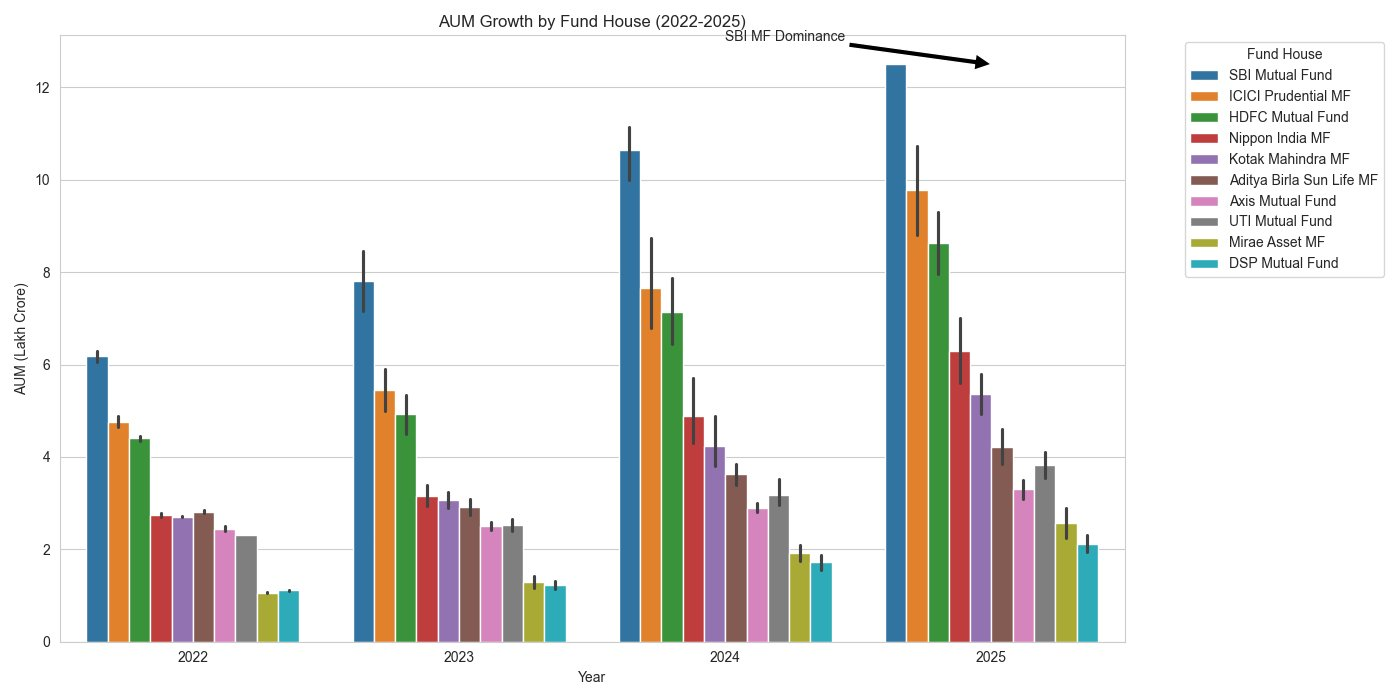 AUM Growth by Fund House (2022-2025)
SBI MF Dominance
AUM (Lakh Crore)
12
10
8
6
4
2
0
2022
2023
2024
2025
Year
Fund House
SBI Mutual Fund
ICICI Prudential MF
HDFC Mutual Fund
Nippon India MF
Kotak Mahindra MF
Aditya Birla Sun Life MF
Axis Mutual Fund
UTI Mutual Fund
Mirae Asset MF
DSP Mutual Fund